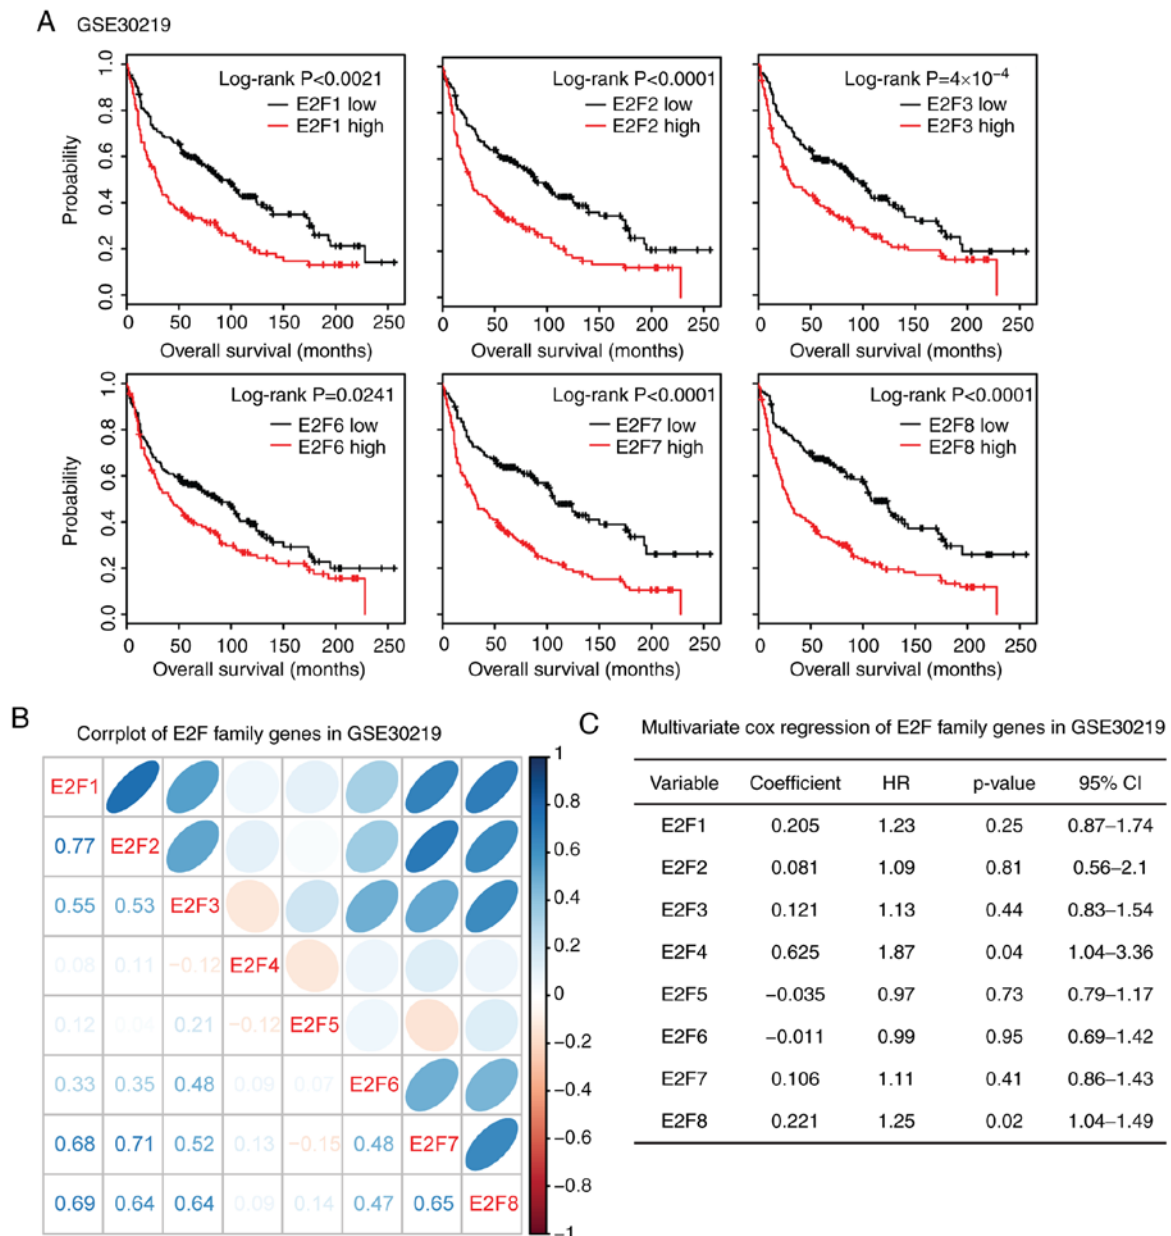 A GSE30219
Log-rank P<0.0021
E2F1 low
E2F1 high
Probability
1.0
0.8
0.6
0.4
0.2
0.0
0 50 100 150 200 250
Overall survival (months)
Log-rank P<0.0001
E2F2 low
E2F2 high
0 50 100 150 200 250
Overall survival (months)
Log-rank P=4×10−4
E2F3 low
E2F3 high
0 50 100 150 200 250
Overall survival (months)
Log-rank P=0.0241
E2F6 low
E2F6 high
Probability
1.0
0.8
0.6
0.4
0.2
0.0
0 50 100 150 200 250
Overall survival (months)
Log-rank P<0.0001
E2F7 low
E2F7 high
0 50 100 150 200 250
Overall survival (months)
Log-rank P<0.0001
E2F8 low
E2F8 high
0 50 100 150 200 250
Overall survival (months)
B
Corrplot of E2F family genes in GSE30219
E2F1
0.77 E2F2
0.55 0.53 E2F3
0.08 0.11 −0.12 E2F4
0.12 0.04 0.21 −0.12 E2F5
0.33 0.35 0.48 0.09 0.07 E2F6
0.68 0.71 0.52 0.13 −0.15 0.48 E2F7
0.69 0.64 0.64 0.09 0.14 0.47 0.65 E2F8
1
0.8
0.6
0.4
0.2
0
−0.2
−0.4
−0.6
−0.8
−1
C Multivariate cox regression of E2F family genes in GSE30219
Variable Coefficient HR p-value 95% CI
E2F1 0.205 1.23 0.25 0.87–1.74
E2F2 0.081 1.09 0.81 0.56–2.1
E2F3 0.121 1.13 0.44 0.83–1.54
E2F4 0.625 1.87 0.04 1.04–3.36
E2F5 −0.035 0.97 0.73 0.79–1.17
E2F6 −0.011 0.99 0.95 0.69–1.42
E2F7 0.106 1.11 0.41 0.86–1.43
E2F8 0.221 1.25 0.02 1.04–1.49